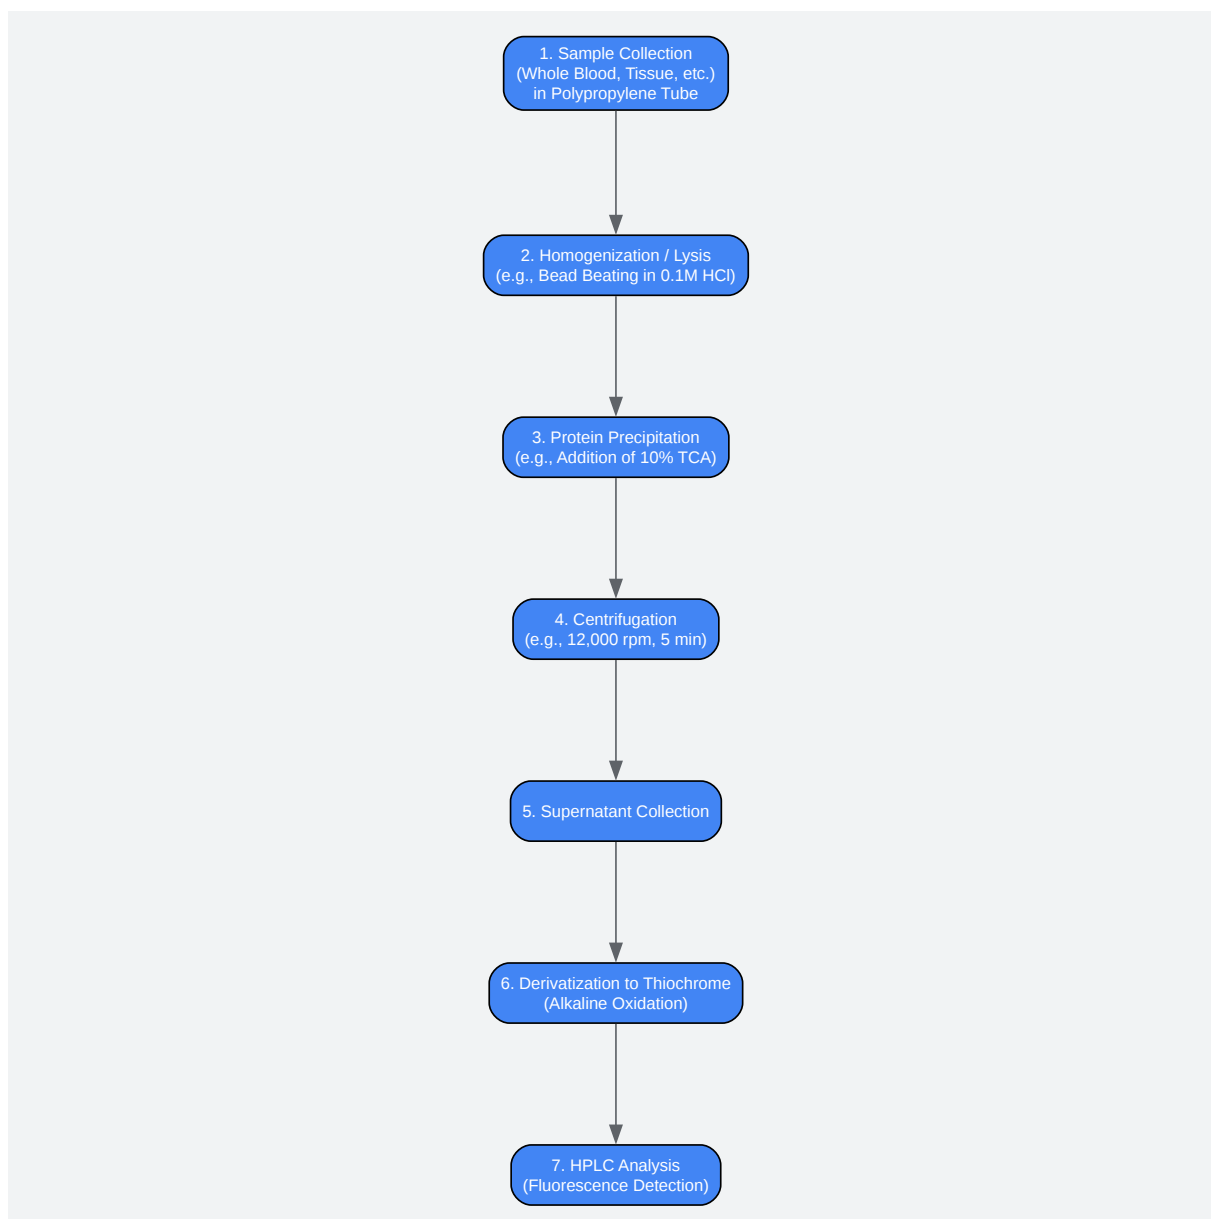 1. Sample Collection
(Whole Blood, Tissue, etc.)
in Polypropylene Tube
2. Homogenization / Lysis
(e.g., Bead Beating in 0.1M HCl)
3. Protein Precipitation
(e.g., Addition of 10% TCA)
4. Centrifugation
(e.g., 12,000 rpm, 5 min)
5. Supernatant Collection
6. Derivatization to Thiochrome
(Alkaline Oxidation)
7. HPLC Analysis
(Fluorescence Detection)